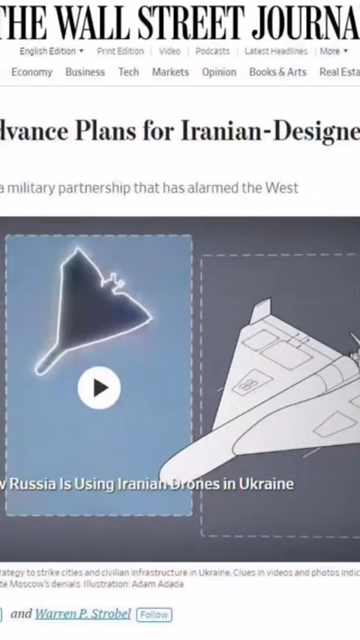 THE WALL STREET JOURNA
English Edition Print Edition Video Podcasts Latest Headlines More
Economy Business Tech Markets Opinion Books & Arts Real Esta
dvance Plans for Iranian-Designe
a military partnership that has alarmed the West
w Russia Is Using Iranian Drones in Ukraine
rategy to strike cities and civilian infrastructure in Ukraine. Clues in videos and photos indic
te Moscow's denials. Illustration: Adam Adada
and Warren P. Strobel Follow